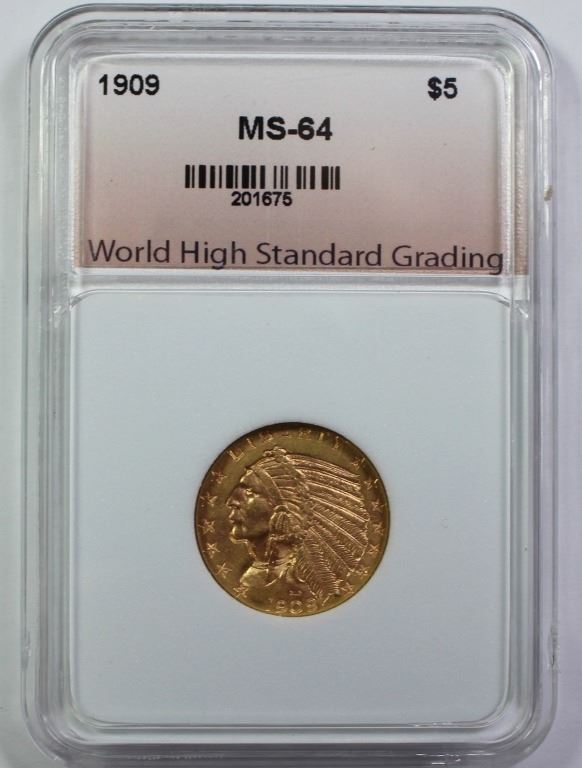 1909 $5
MS-64
201675
World High Standard Grading
LIBERTY
1909